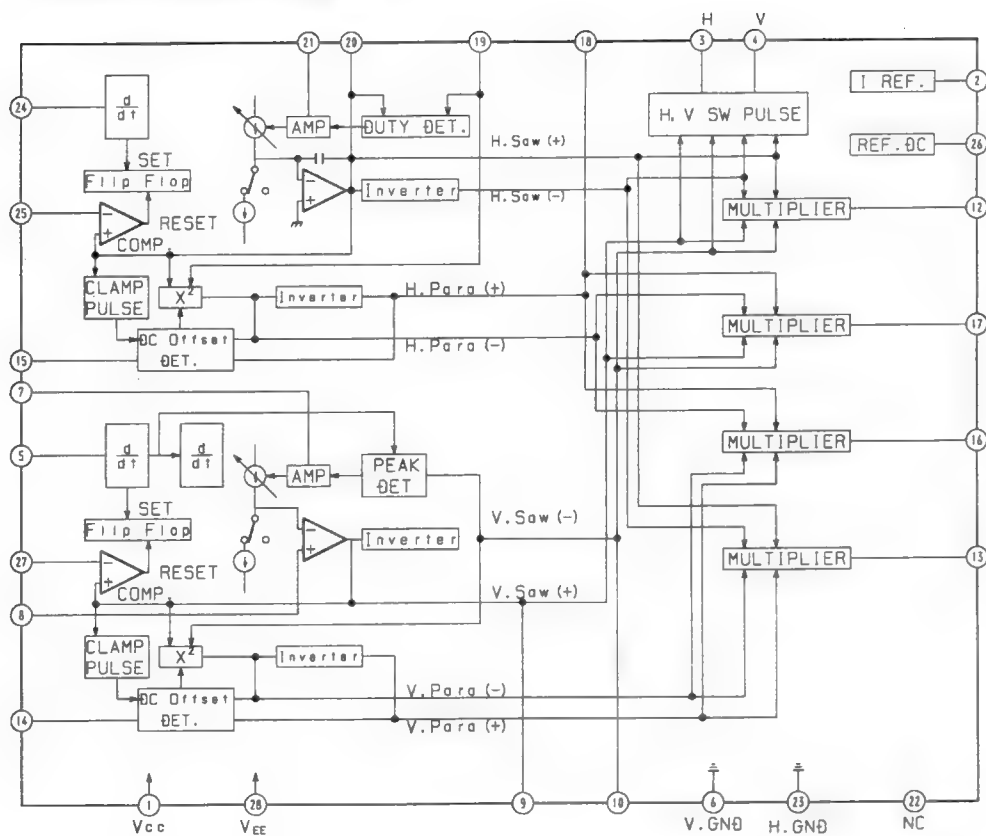 H V
21 20 19 18 3 4
24
d
dt
I REF. 2
H. V SW PULSE
REF. DC 26
AMP DUTY DET.
SET
Flip Flop
H. Saw (+)
Inverter H. Saw (-)
25
RESET
COMP.
MULTIPLIER 12
CLAMP
PULSE
X²
Inverter H. Para (+)
MULTIPLIER 17
15
DC Offset
DET.
H. Para (-)
7
5
d
dt
d
dt
AMP PEAK
DET
MULTIPLIER 16
SET
Flip Flop
V. Saw (-)
Inverter
27
RESET
COMP.
MULTIPLIER 13
8
V. Saw (+)
CLAMP
PULSE
X²
Inverter
V. Para (-)
14
DC Offset
DET.
V. Para (+)
1 28 9 10 6 23 22
Vcc VEE V. GND H. GND NC